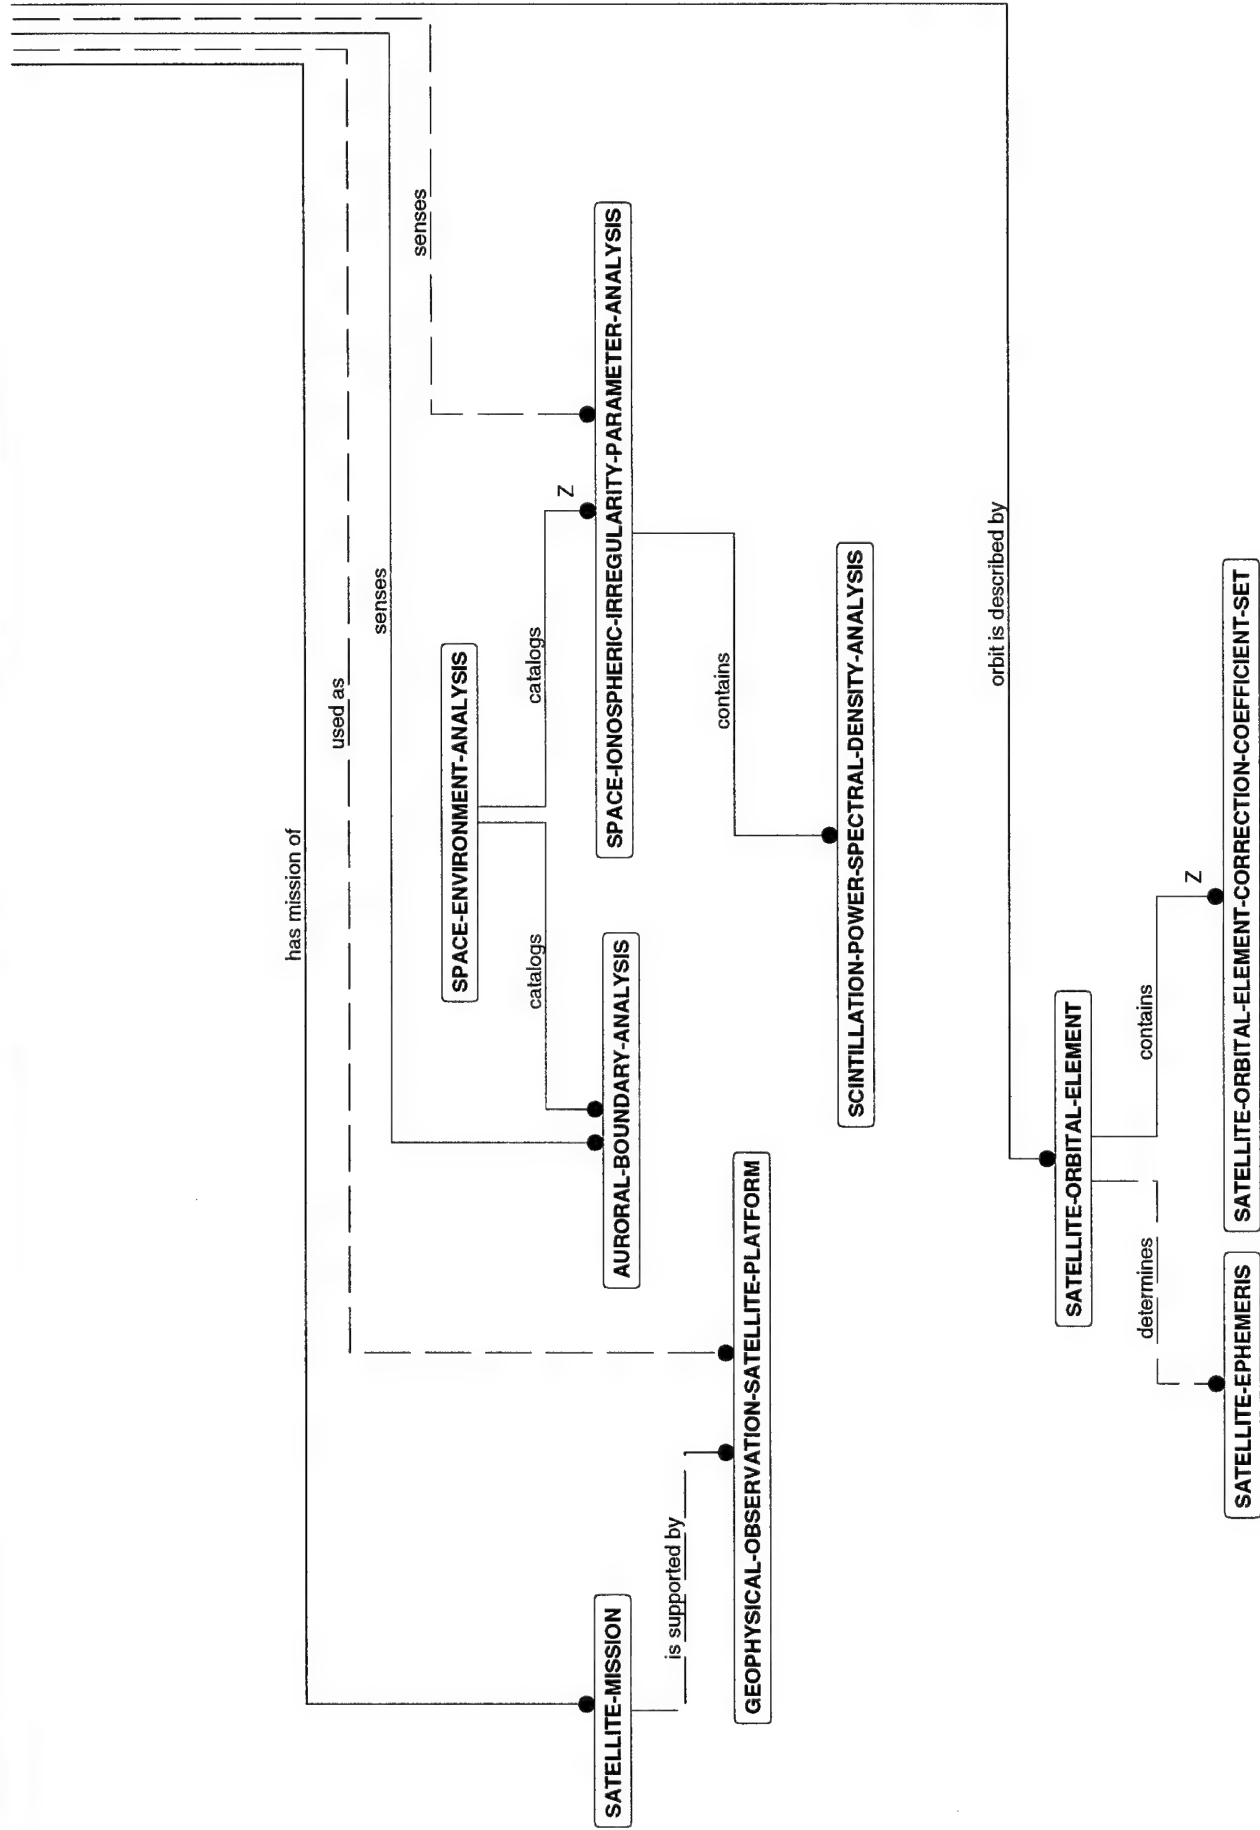 has mission of
used as
senses
senses
SPACE-ENVIRONMENT-ANALYSIS
catalogs
catalogs
Z
SATELLITE-MISSION
AURORAL-BOUNDARY-ANALYSIS
SPACE-IONOSPHERIC-IRREGULARITY-PARAMETER-ANALYSIS
is supported by
contains
GEOPHYSICAL-OBSERVATION-SATELLITE-PLATFORM
SCINTILLATION-POWER-SPECTRAL-DENSITY-ANALYSIS
orbit is described by
SATELLITE-ORBITAL-ELEMENT
determines
contains
Z
SATELLITE-EPHEMERIS
SATELLITE-ORBITAL-ELEMENT-CORRECTION-COEFFICIENT-SET